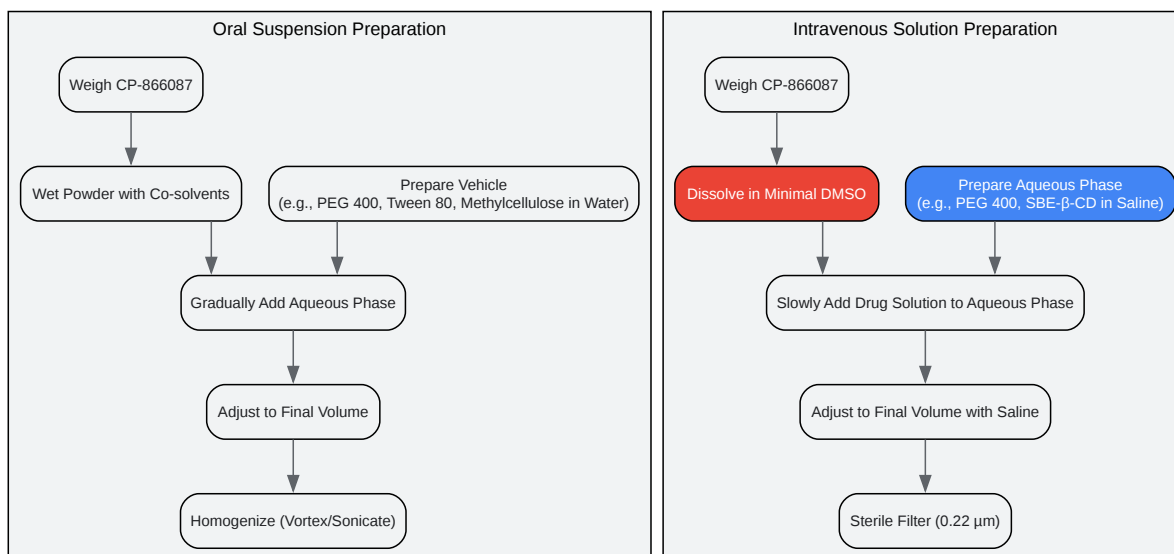 Oral Suspension Preparation
Weigh CP-866087
Wet Powder with Co-solvents
Prepare Vehicle
(e.g., PEG 400, Tween 80, Methylcellulose in Water)
Gradually Add Aqueous Phase
Adjust to Final Volume
Homogenize (Vortex/Sonicate)
Intravenous Solution Preparation
Weigh CP-866087
Dissolve in Minimal DMSO
Prepare Aqueous Phase
(e.g., PEG 400, SBE-β-CD in Saline)
Slowly Add Drug Solution to Aqueous Phase
Adjust to Final Volume with Saline
Sterile Filter (0.22 µm)